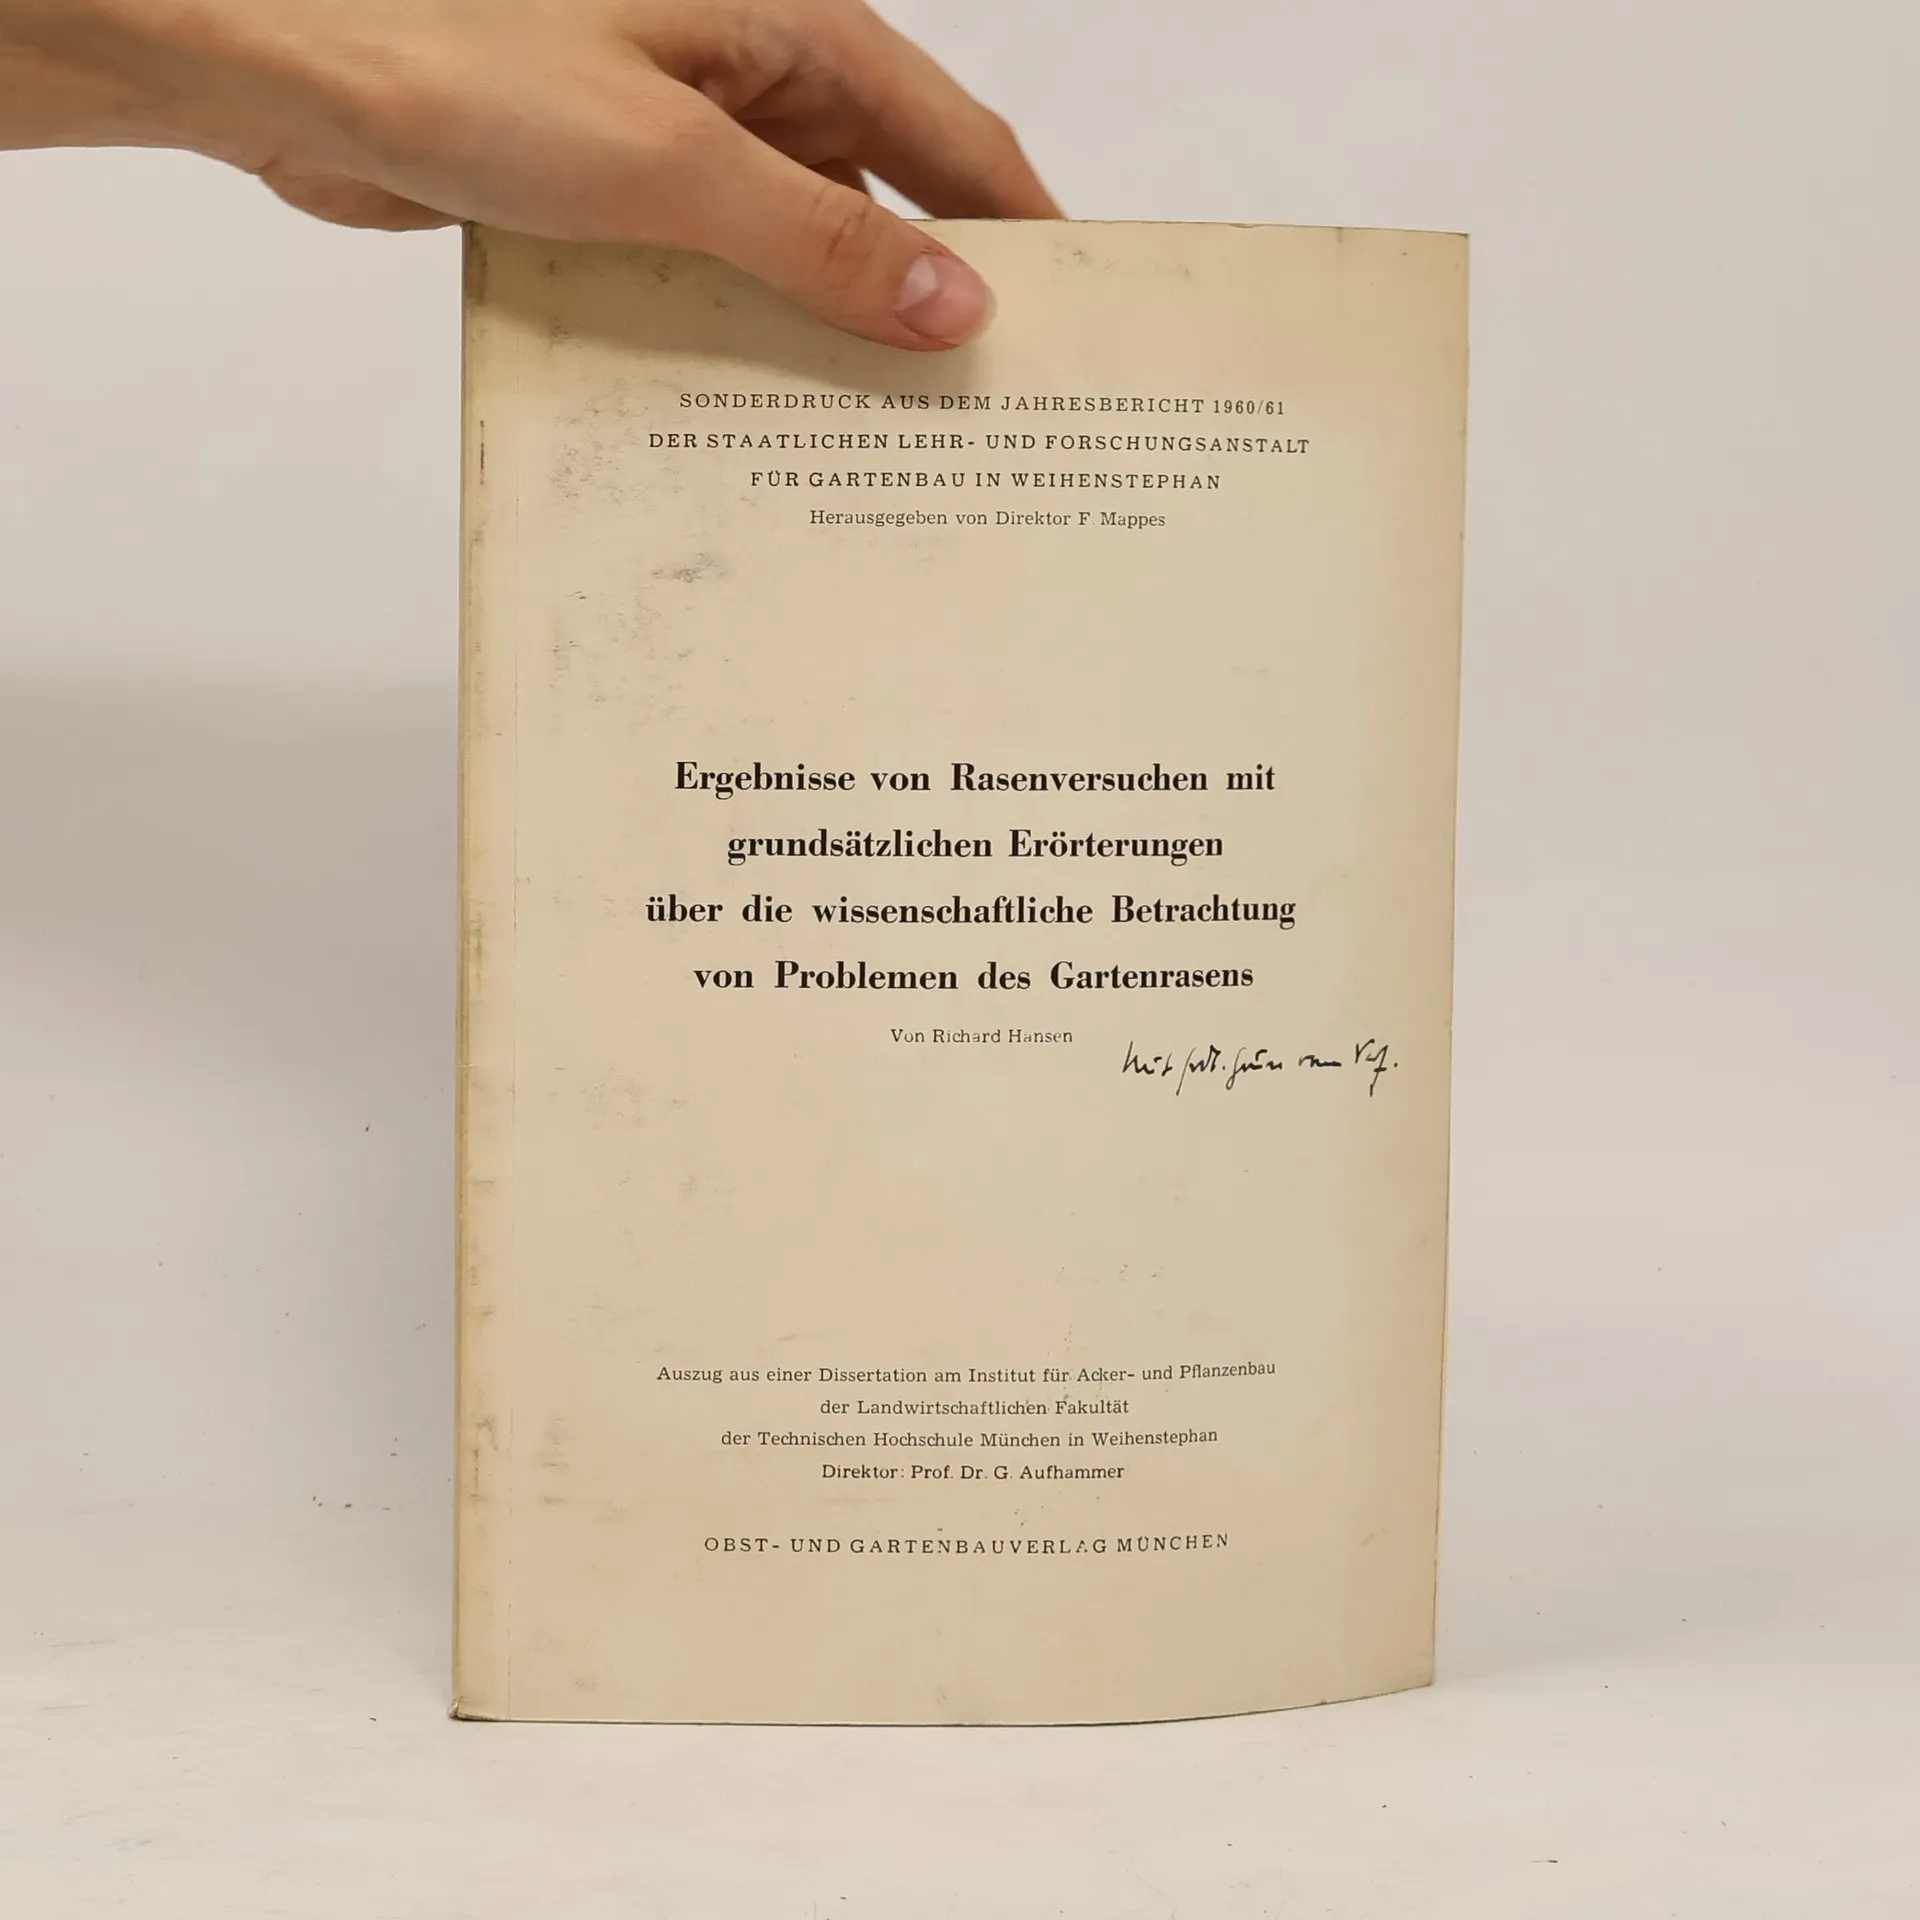 SONDERDRUCK AUS DEM JAHRESBERICHT 1960/61
DER STAATLICHEN LEHR- UND FORSCHUNGSANSTALT
FÜR GARTENBAU IN WEIHENSTEPHAN
Herausgegeben von Direktor F. Mappes
Ergebnisse von Rasenversuchen mit
grundsätzlichen Erörterungen
über die wissenschaftliche Betrachtung
von Problemen des Gartenrasens
Von Richard Hansen
Mit vom Verf.
Auszug aus einer Dissertation am Institut für Acker- und Pflanzenbau
der Landwirtschaftlichen Fakultät
der Technischen Hochschule München in Weihenstephan
Direktor: Prof. Dr. G. Aufhammer
OBST- UND GARTENBAUVERLAG MÜNCHEN